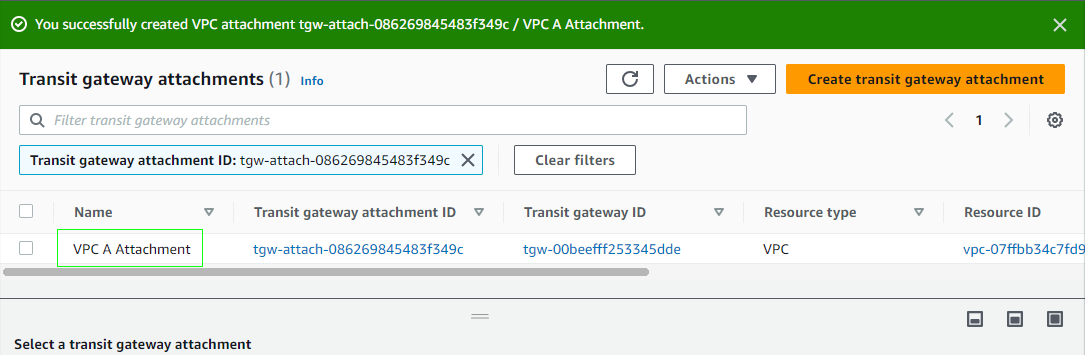 You successfully created VPC attachment tgw-attach-086269845483f349c / VPC A Attachment.
Transit gateway attachments (1) Info
Actions
Create transit gateway attachment
Filter transit gateway attachments
1
Transit gateway attachment ID: tgw-attach-086269845483f349c
Clear filters
Name Transit gateway attachment ID Transit gateway ID Resource type Resource ID
VPC A Attachment tgw-attach-086269845483f349c tgw-00beefff253345dde VPC vpc-07ffbb34c7fd9
Select a transit gateway attachment